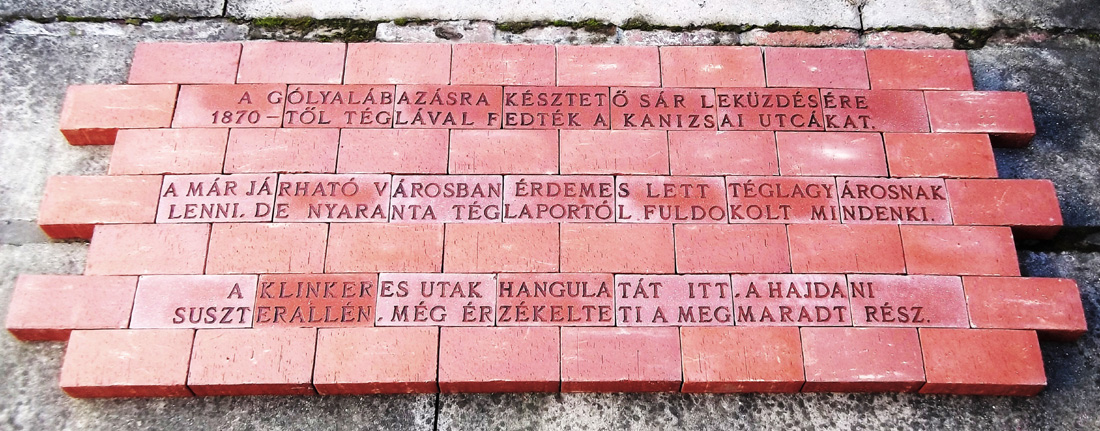 A GÓLYALÁBAZÁSRA KÉSZTETŐ SÁR LEKÜZDÉSÉRE
1870-TŐL TÉGLÁVAL FEDTÉK A KANIZSAI UTCÁKAT.
A MÁR JÁRHATÓ VÁROSBAN ÉRDEMES LETT TÉGLAGYÁROSNAK
LENNI. DE NYARANTA TÉGLAPORTÓL FULDOKOLT MINDENKI.
A KLINKERES UTAK HANGULATÁT ITT, A HAJDANI
SUSZTERALLÉN, MÉG ÉRZÉKELTETI A MEGMARADT RÉSZ.